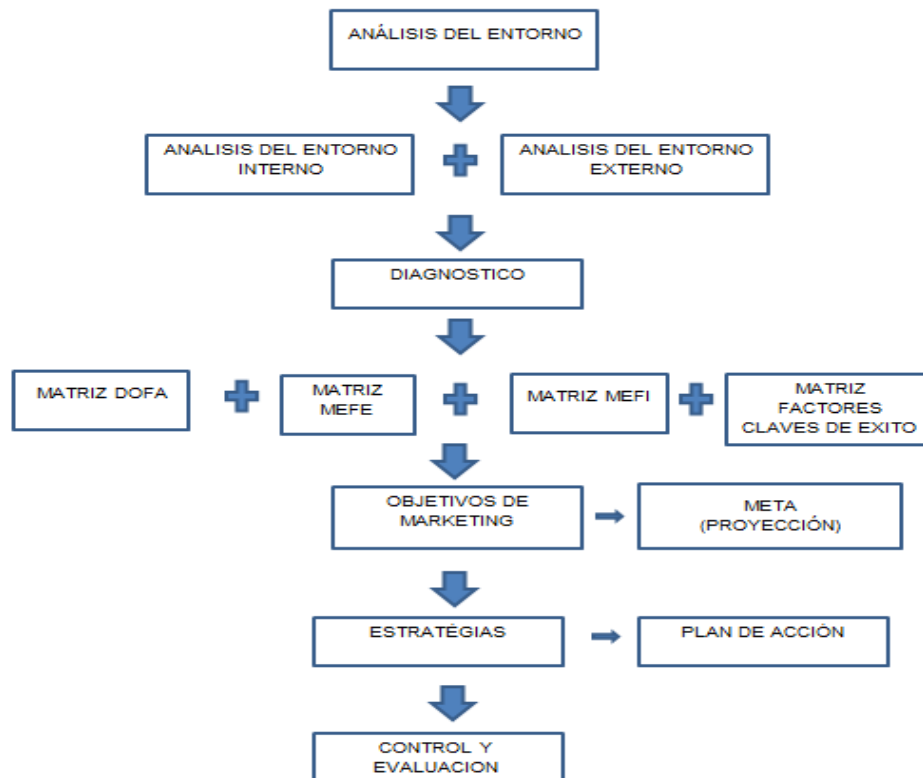 ANÁLISIS DEL ENTORNO
ANALISIS DEL ENTORNO
INTERNO
ANALISIS DEL ENTORNO
EXTERNO
DIAGNOSTICO
MATRIZ DOFA
MATRIZ
MEFE
MATRIZ MEFI
MATRIZ
FACTORES
CLAVES DE EXITO
OBJETIVOS DE
MARKETING
META
(PROYECCIÓN)
ESTRATÉGIAS
PLAN DE ACCIÓN
CONTROL Y
EVALUACION